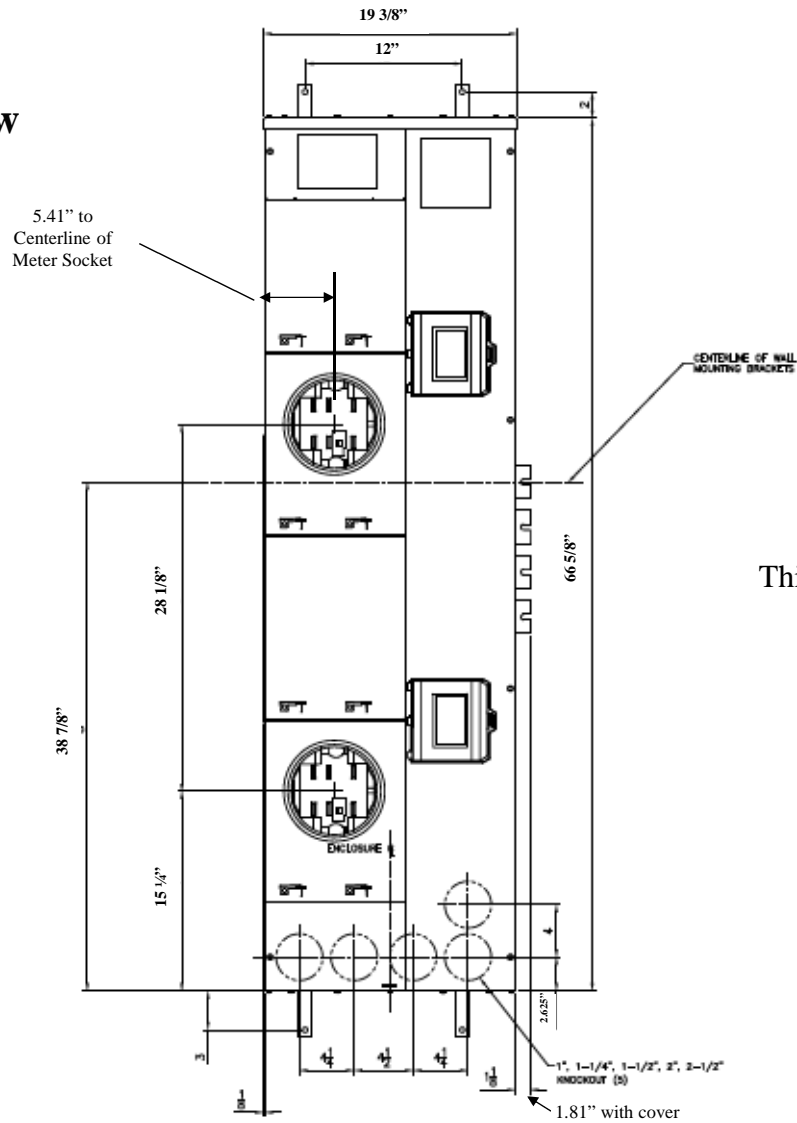 19 3/8”
12”
2
w
5.41” to
Centerline of
Meter Socket
CENTERLINE OF WALL
MOUNTING BRACKETS
28 1/8”
66 5/8”
Thi
38 7/8”
15 ¼”
ENCLOSURE ℄
4
2.625”
3
4 1/4
4 1/2
4 1/4
1 1/8
1/8
1", 1-1/4", 1-1/2", 2", 2-1/2"
KNOCKOUT (5)
1.81” with cover